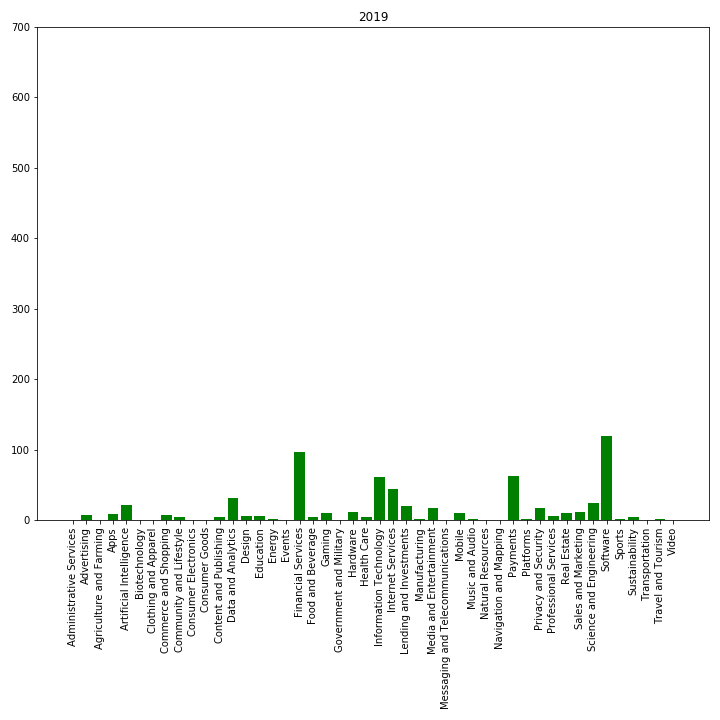 2019
700
600
500
400
300
200
100
0
Administrative Services
Advertising
Agriculture and Farming
Apps
Artificial Intelligence
Biotechnology
Clothing and Apparel
Commerce and Shopping
Community and Lifestyle
Consumer Electronics
Consumer Goods
Content and Publishing
Data and Analytics
Design
Education
Energy
Events
Financial Services
Food and Beverage
Gaming
Government and Military
Hardware
Health Care
Information Technology
Internet Services
Lending and Investments
Manufacturing
Media and Entertainment
Messaging and Telecommunications
Mobile
Music and Audio
Natural Resources
Navigation and Mapping
Payments
Platforms
Privacy and Security
Professional Services
Real Estate
Sales and Marketing
Science and Engineering
Software
Sports
Sustainability
Transportation
Travel and Tourism
Video